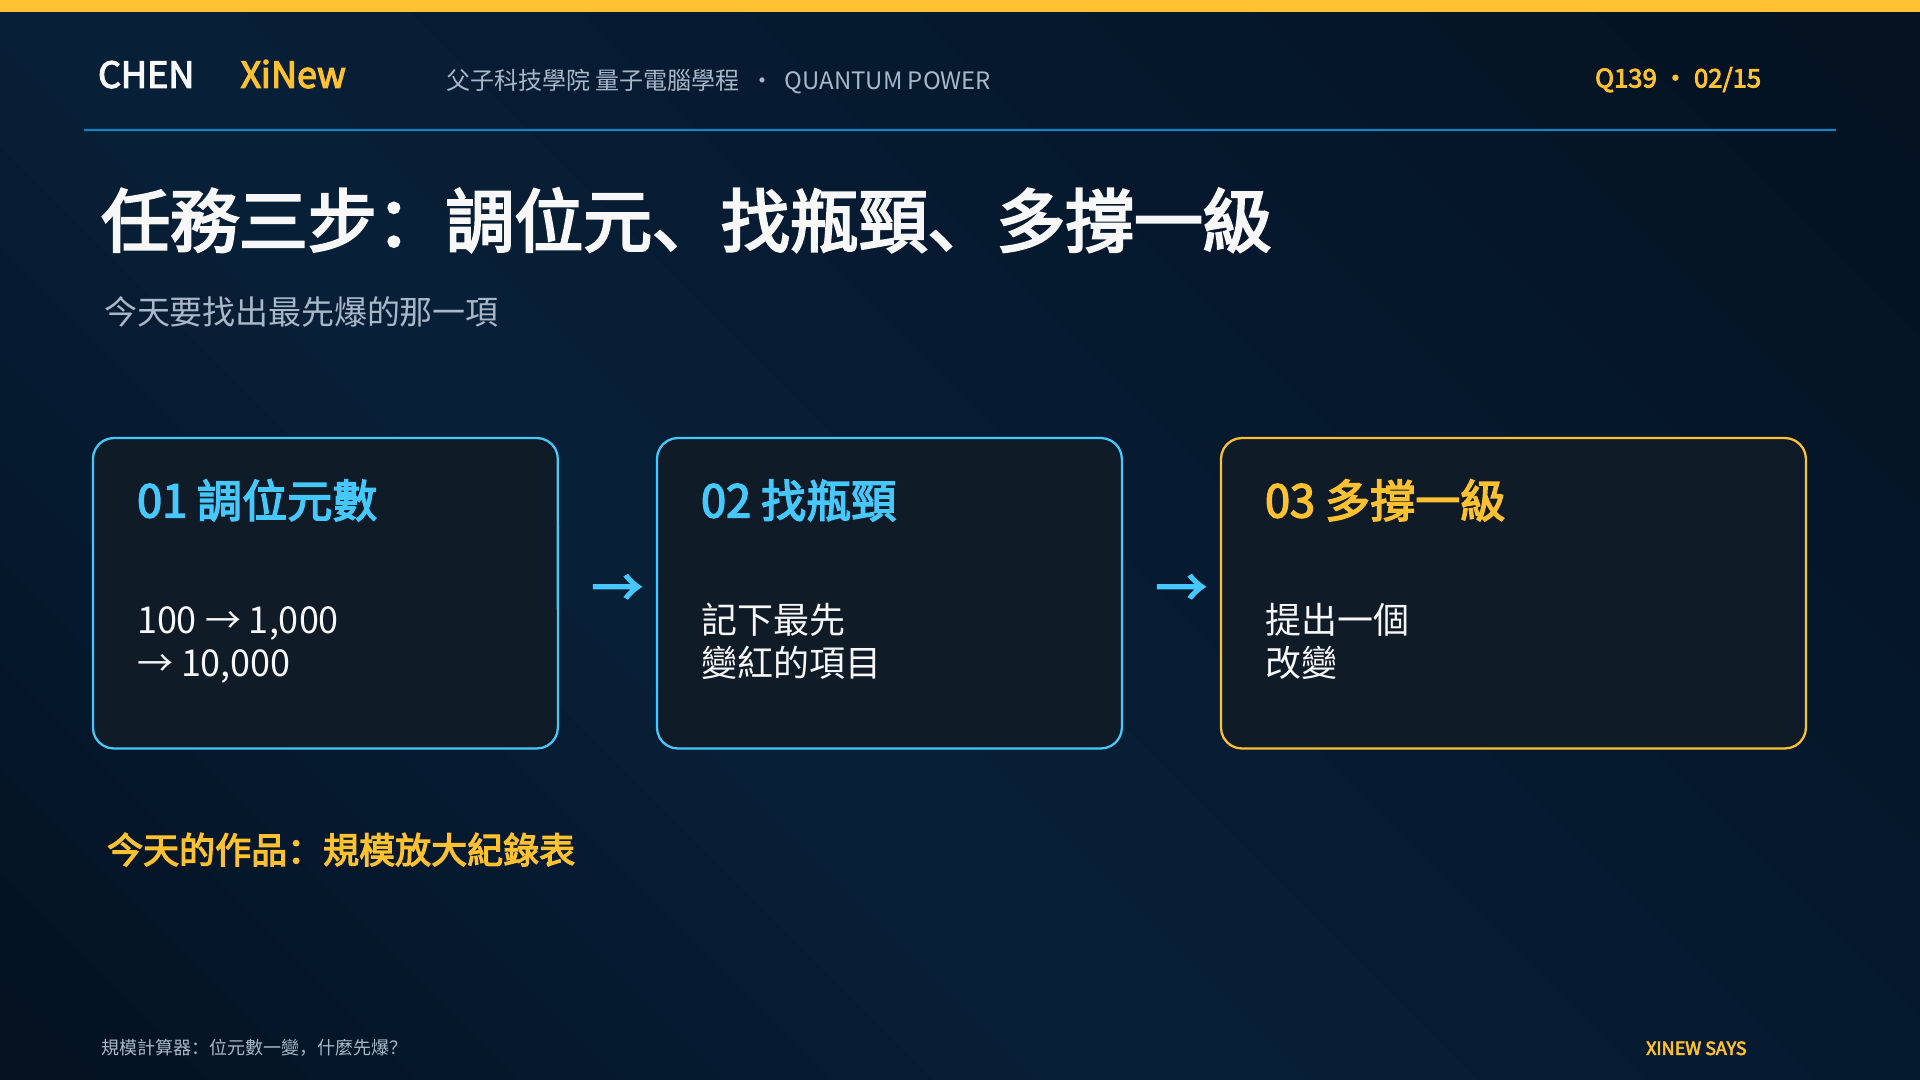 CHEN XiNew 父子科技學院 量子電腦學程 • QUANTUM POWER Q139 • 02/15
任務三步：調位元、找瓶頸、多撐一級
今天要找出最先爆的那一項
01 調位元數
100 → 1,000
→ 10,000
→
02 找瓶頸
記下最先
變紅的項目
→
03 多撐一級
提出一個
改變
今天的作品：規模放大紀錄表
規模計算器：位元數一變，什麼先爆？
XINEW SAYS